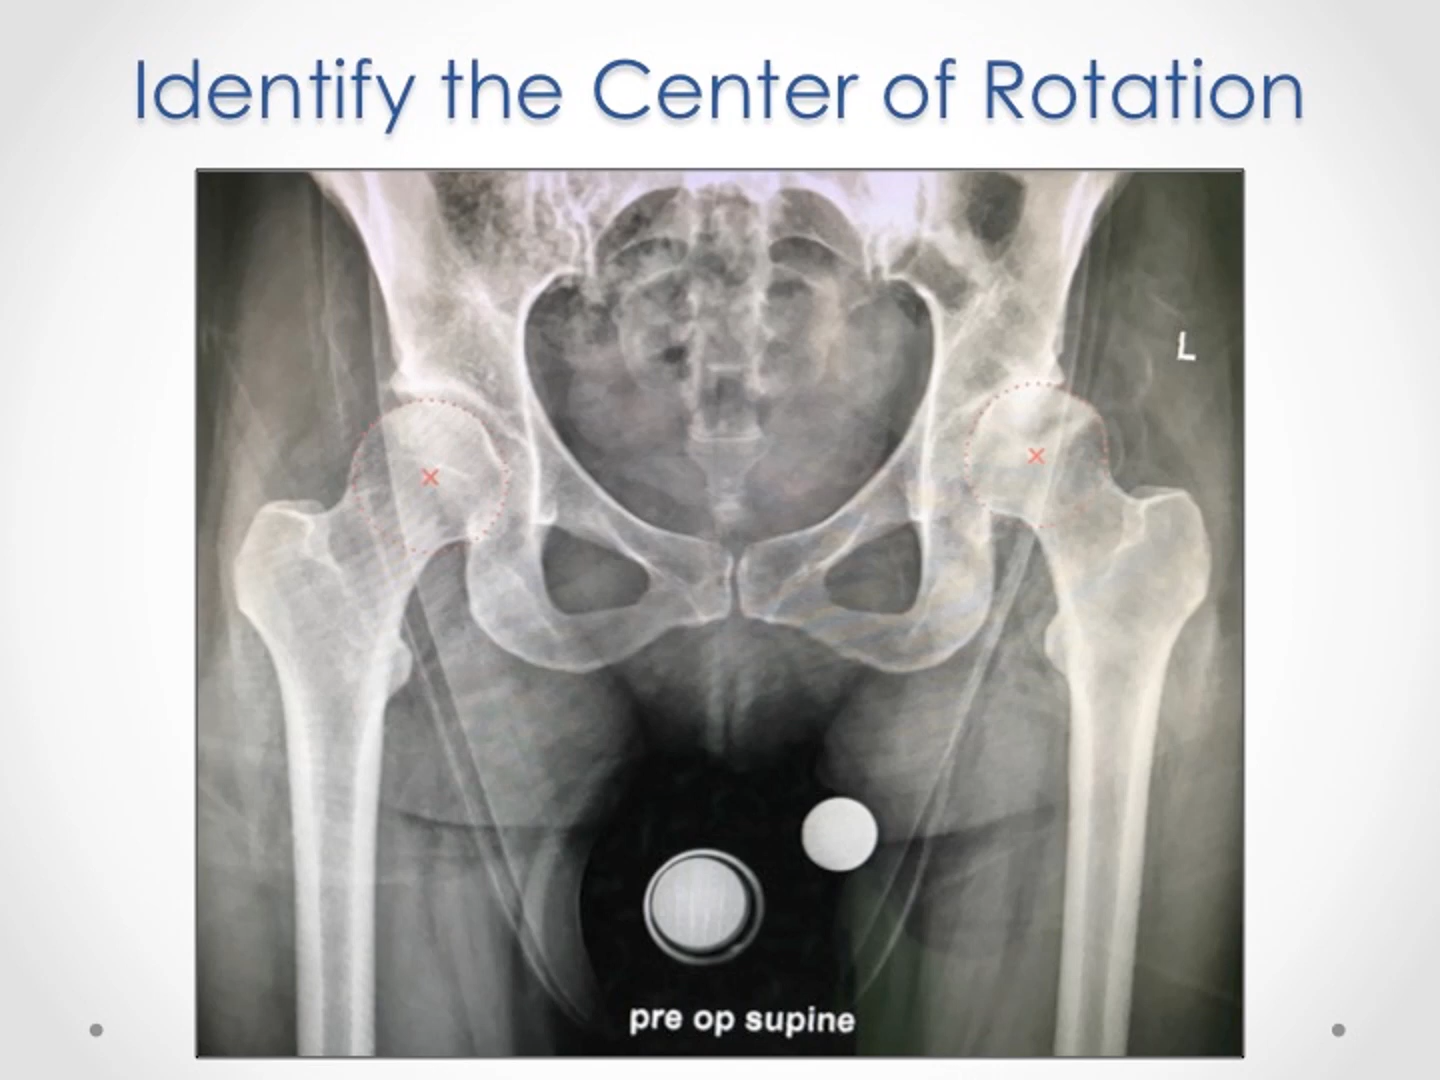 Identify the Center of Rotation
L
pre op supine